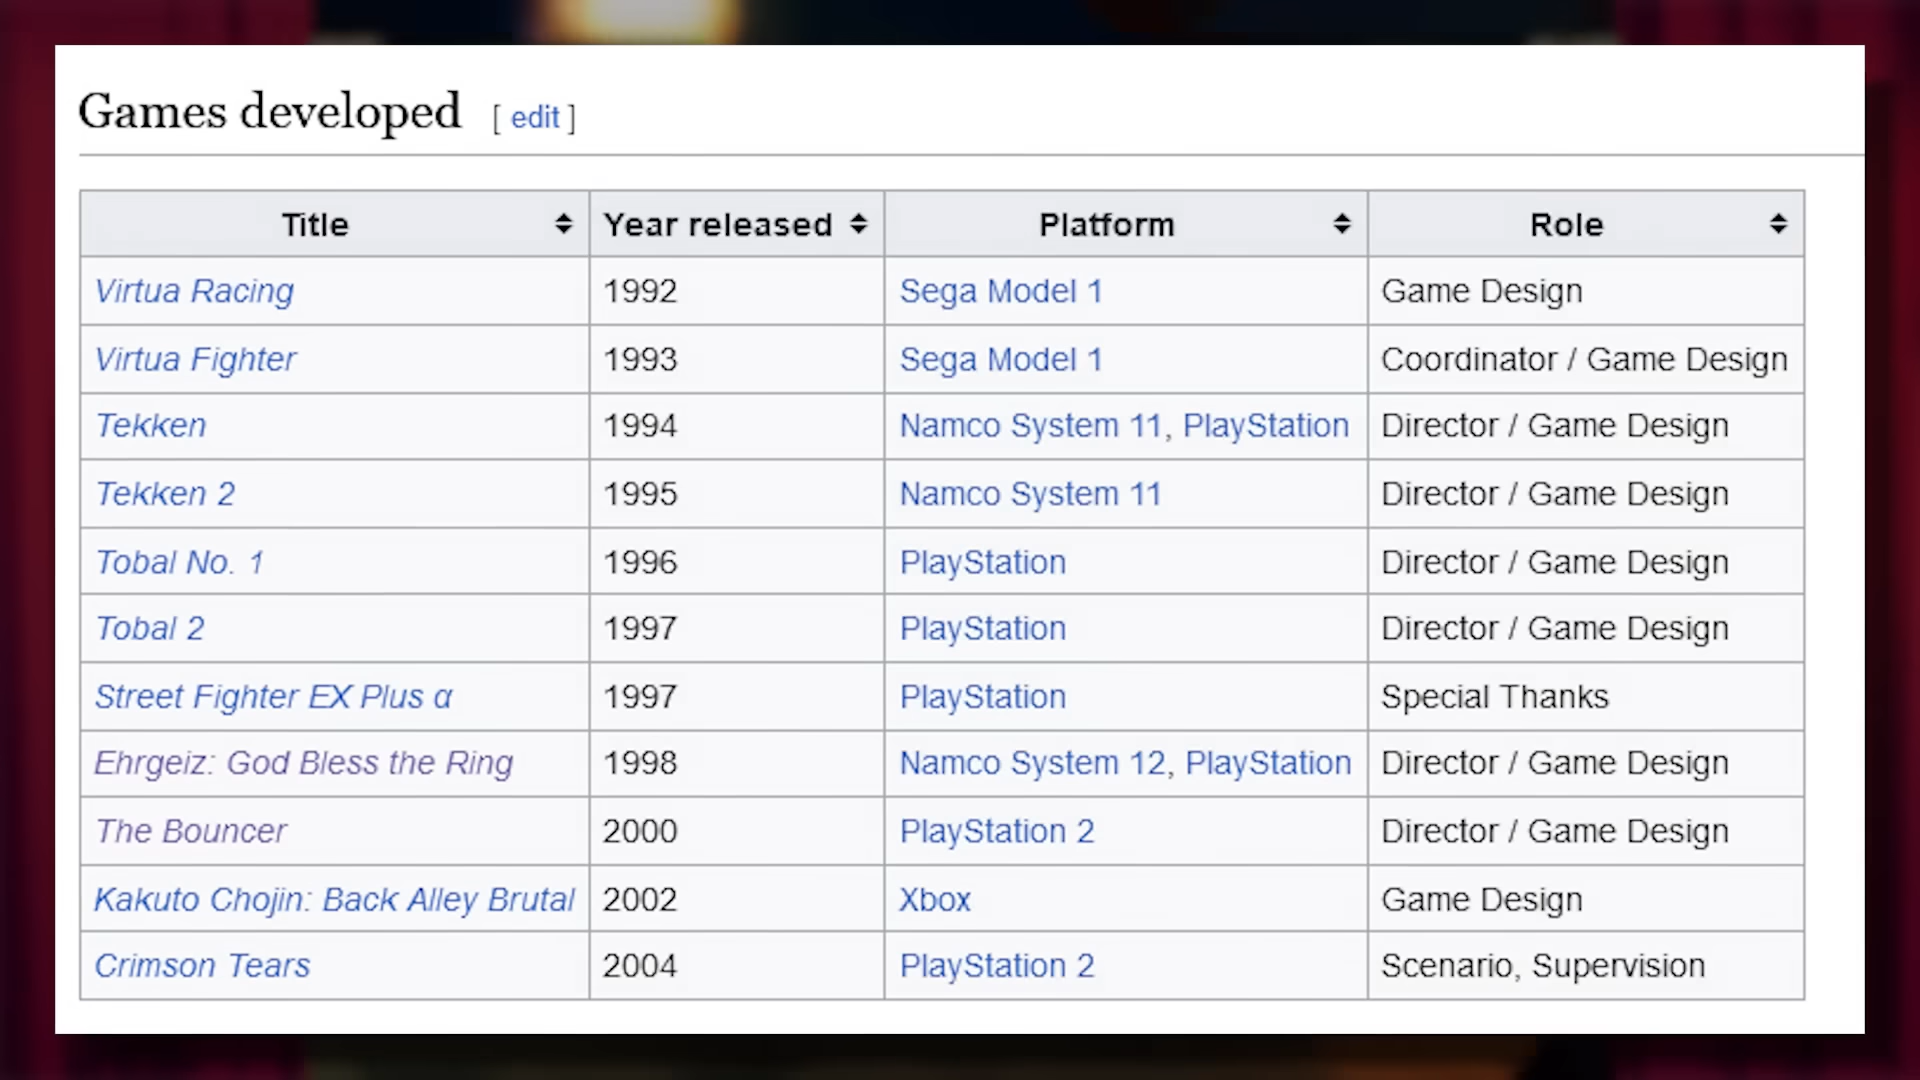 Games developed [ edit ]
Title Year released Platform Role
Virtua Racing 1992 Sega Model 1 Game Design
Virtua Fighter 1993 Sega Model 1 Coordinator / Game Design
Tekken 1994 Namco System 11, PlayStation Director / Game Design
Tekken 2 1995 Namco System 11 Director / Game Design
Tobal No. 1 1996 PlayStation Director / Game Design
Tobal 2 1997 PlayStation Director / Game Design
Street Fighter EX Plus α 1997 PlayStation Special Thanks
Ehrgeiz: God Bless the Ring 1998 Namco System 12, PlayStation Director / Game Design
The Bouncer 2000 PlayStation 2 Director / Game Design
Kakuto Chojin: Back Alley Brutal 2002 Xbox Game Design
Crimson Tears 2004 PlayStation 2 Scenario, Supervision